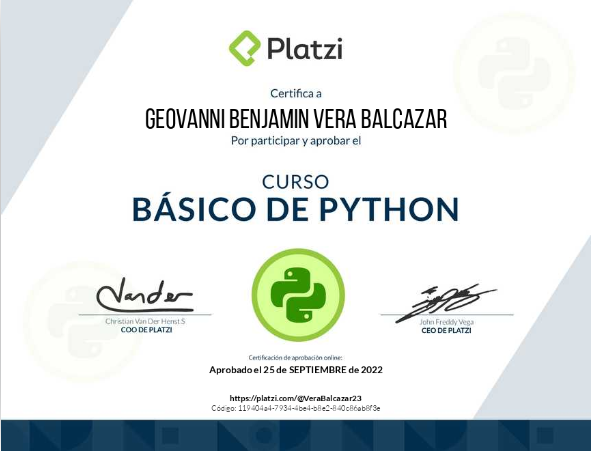 Platzi
Certifica a
GEOVANNI BENJAMIN VERA BALCAZAR
Por participar y aprobar el
CURSO
BÁSICO DE PYTHON
Christian Van Der Henst S
COO DE PLATZI
John Freddy Vega
CEO DE PLATZI
Certificación de aprobación online:
Aprobado el 25 de SEPTIEMBRE de 2022
https://platzi.com/@VeraBalcazar23
Código: 119404a4-7934-4be4-b8e2-840c86ab8f3e